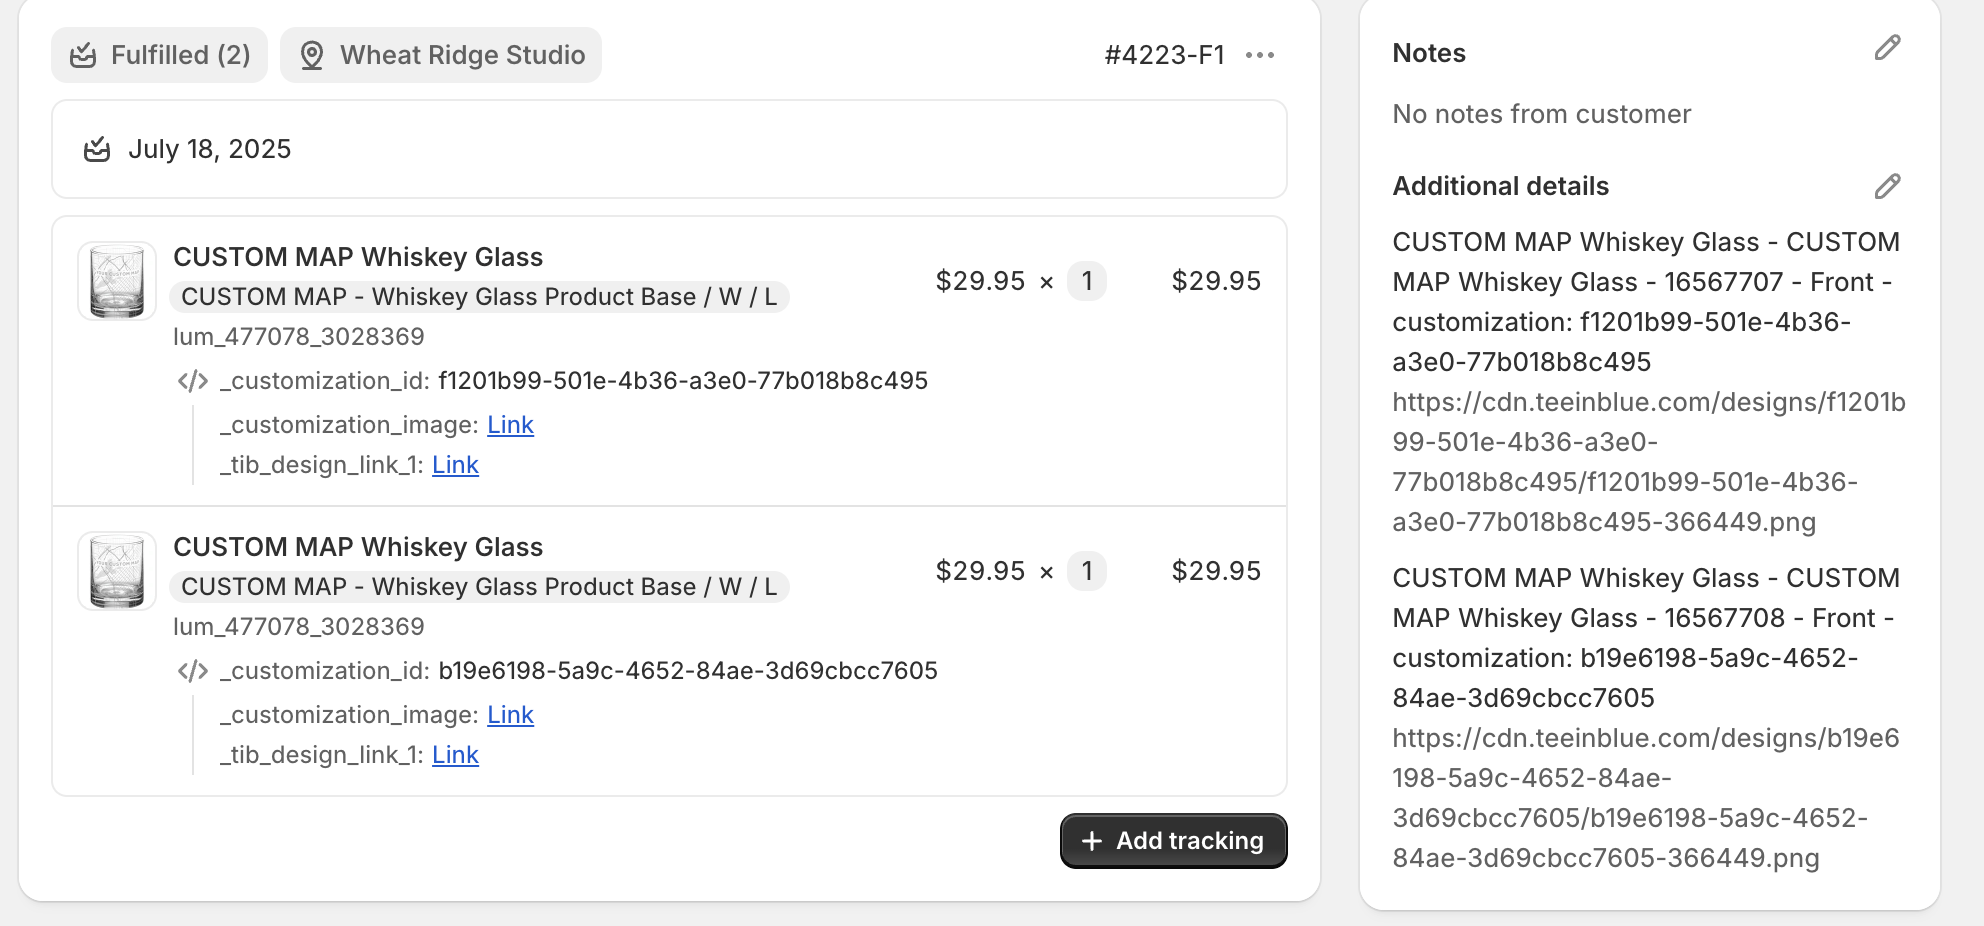 Fulfilled (2)
Wheat Ridge Studio
#4223-F1
July 18, 2025
CUSTOM MAP Whiskey Glass
CUSTOM MAP - Whiskey Glass Product Base / W / L
lum_477078_3028369
$29.95 × 1
$29.95
_customization_id: f1201b99-501e-4b36-a3e0-77b018b8c495
_customization_image: Link
_tib_design_link_1: Link
CUSTOM MAP Whiskey Glass
CUSTOM MAP - Whiskey Glass Product Base / W / L
lum_477078_3028369
$29.95 × 1
$29.95
_customization_id: b19e6198-5a9c-4652-84ae-3d69cbcc7605
_customization_image: Link
_tib_design_link_1: Link
Add tracking
Notes
No notes from customer
Additional details
CUSTOM MAP Whiskey Glass - CUSTOM
MAP Whiskey Glass - 16567707 - Front -
customization: f1201b99-501e-4b36-
a3e0-77b018b8c495
https://cdn.teeinblue.com/designs/f1201b
99-501e-4b36-a3e0-
77b018b8c495/f1201b99-501e-4b36-
a3e0-77b018b8c495-366449.png
CUSTOM MAP Whiskey Glass - CUSTOM
MAP Whiskey Glass - 16567708 - Front -
customization: b19e6198-5a9c-4652-
84ae-3d69cbcc7605
https://cdn.teeinblue.com/designs/b19e6
198-5a9c-4652-84ae-
3d69cbcc7605/b19e6198-5a9c-4652-
84ae-3d69cbcc7605-366449.png